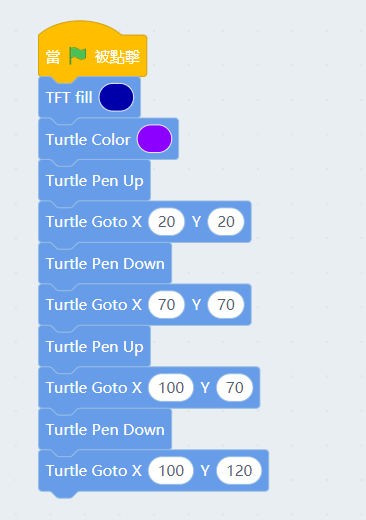 當 被點擊
TFT fill
Turtle Color
Turtle Pen Up
Turtle Goto X 20 Y 20
Turtle Pen Down
Turtle Goto X 70 Y 70
Turtle Pen Up
Turtle Goto X 100 Y 70
Turtle Pen Down
Turtle Goto X 100 Y 120